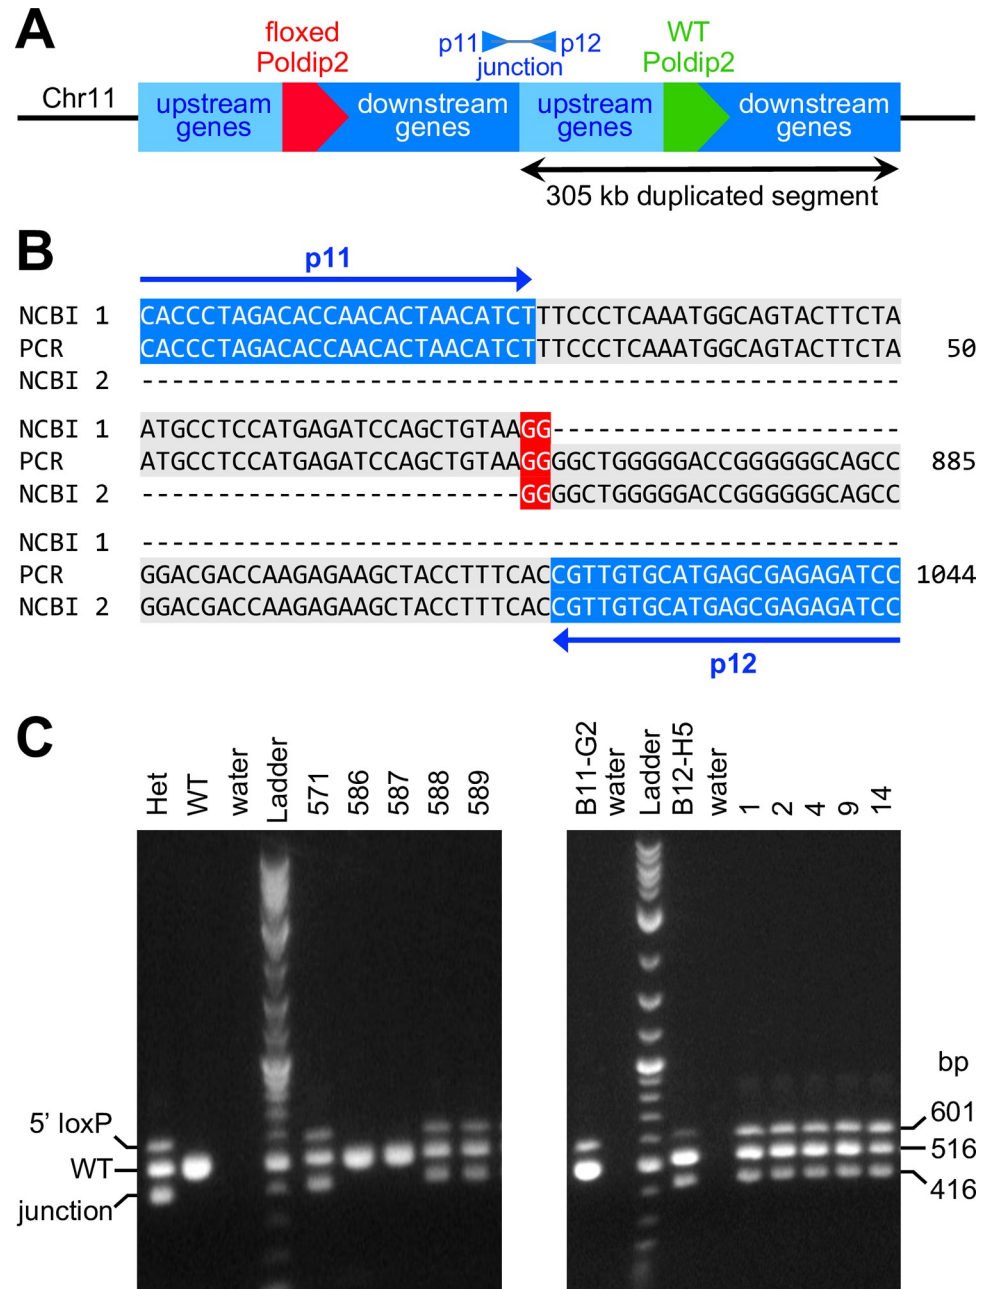 A
floxed
Poldip2
p11
p12
junction
WT
Poldip2
Chr11
upstream
genes
downstream
genes
upstream
genes
downstream
genes
305 kb duplicated segment
B
p11
NCBI 1 CACCCTAGACACCAACACTAACATCTTTCCCTCAAATGGCAGTACTTCTA
PCR CACCCTAGACACCAACACTAACATCTTTCCCTCAAATGGCAGTACTTCTA 50
NCBI 2 --------------------------------------------------
NCBI 1 ATGCCTCCATGAGATCCAGCTGTAAGG-----------------------
PCR ATGCCTCCATGAGATCCAGCTGTAAGGGGCTGGGGGACCGGGGGGCAGCC 885
NCBI 2 -------------------------GGGGCTGGGGGACCGGGGGGCAGCC
NCBI 1 --------------------------------------------------
PCR GGACGACCAAGAGAAGCTACCTTTCACCGTTGTGCATGAGCGAGAGATCC 1044
NCBI 2 GGACGACCAAGAGAAGCTACCTTTCACCGTTGTGCATGAGCGAGAGATCC
p12
C
Het
WT
water
Ladder
571
586
587
588
589
B11-G2
water
Ladder
B12-H5
water
1
2
4
9
14
5' loxP
WT
junction
bp
601
516
416